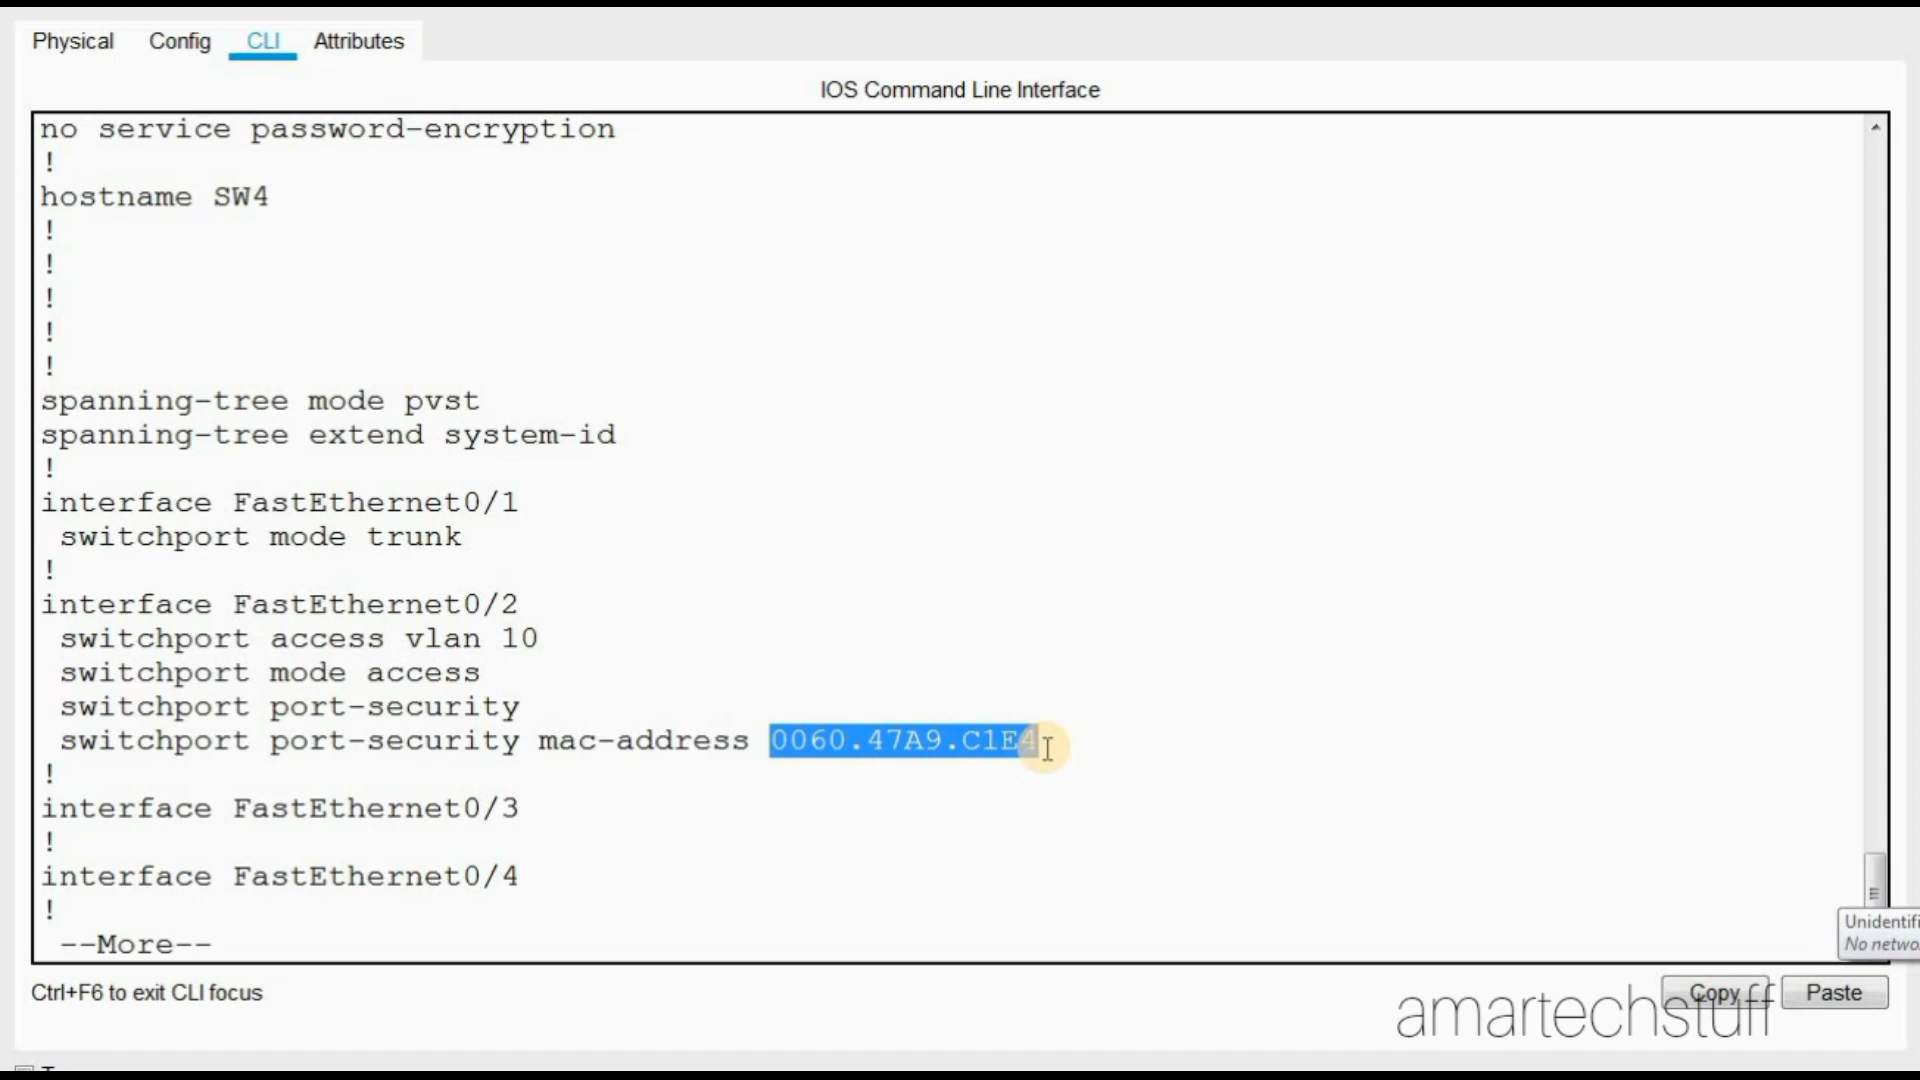 Physical Config CLI Attributes
IOS Command Line Interface
no service password-encryption
!
hostname SW4
!
!
!
!
!
spanning-tree mode pvst
spanning-tree extend system-id
!
interface FastEthernet0/1
switchport mode trunk
!
interface FastEthernet0/2
switchport access vlan 10
switchport mode access
switchport port-security
switchport port-security mac-address 0060.47A9.C1E4
!
interface FastEthernet0/3
!
interface FastEthernet0/4
!
--More--
Unidentifi
No netwo
Ctrl+F6 to exit CLI focus
Copy Paste
amartechstuff